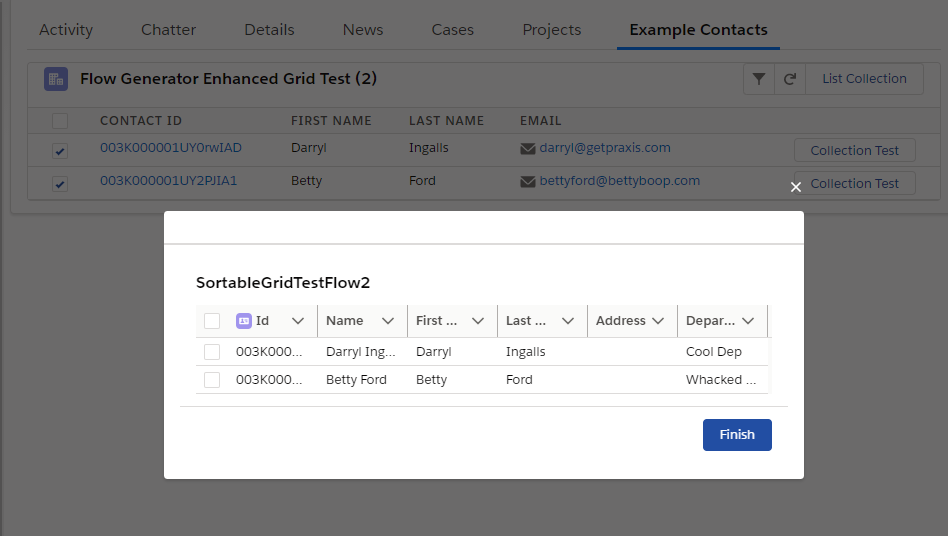 Activity Chatter Details News Cases Projects Example Contacts
Flow Generator Enhanced Grid Test (2) List Collection
CONTACT ID FIRST NAME LAST NAME EMAIL
003K000001UY0rwIAD Darryl Ingalls darryl@getpraxis.com Collection Test
003K000001UY2PJIA1 Betty Ford bettyford@bettyboop.com Collection Test
SortableGridTestFlow2
Id Name First ... Last ... Address Depar...
003K000... Darryl Ing... Darryl Ingalls Cool Dep
003K000... Betty Ford Betty Ford Whacked ...
Finish